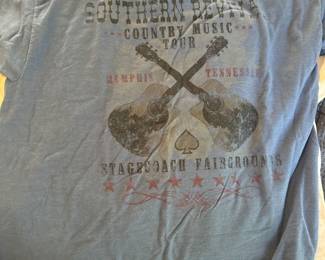 SOUTHERN REVIVAL
COUNTRY MUSIC
TOUR
MEMPHIS TENNESSEE
STAGECOACH FAIRGROUNDS